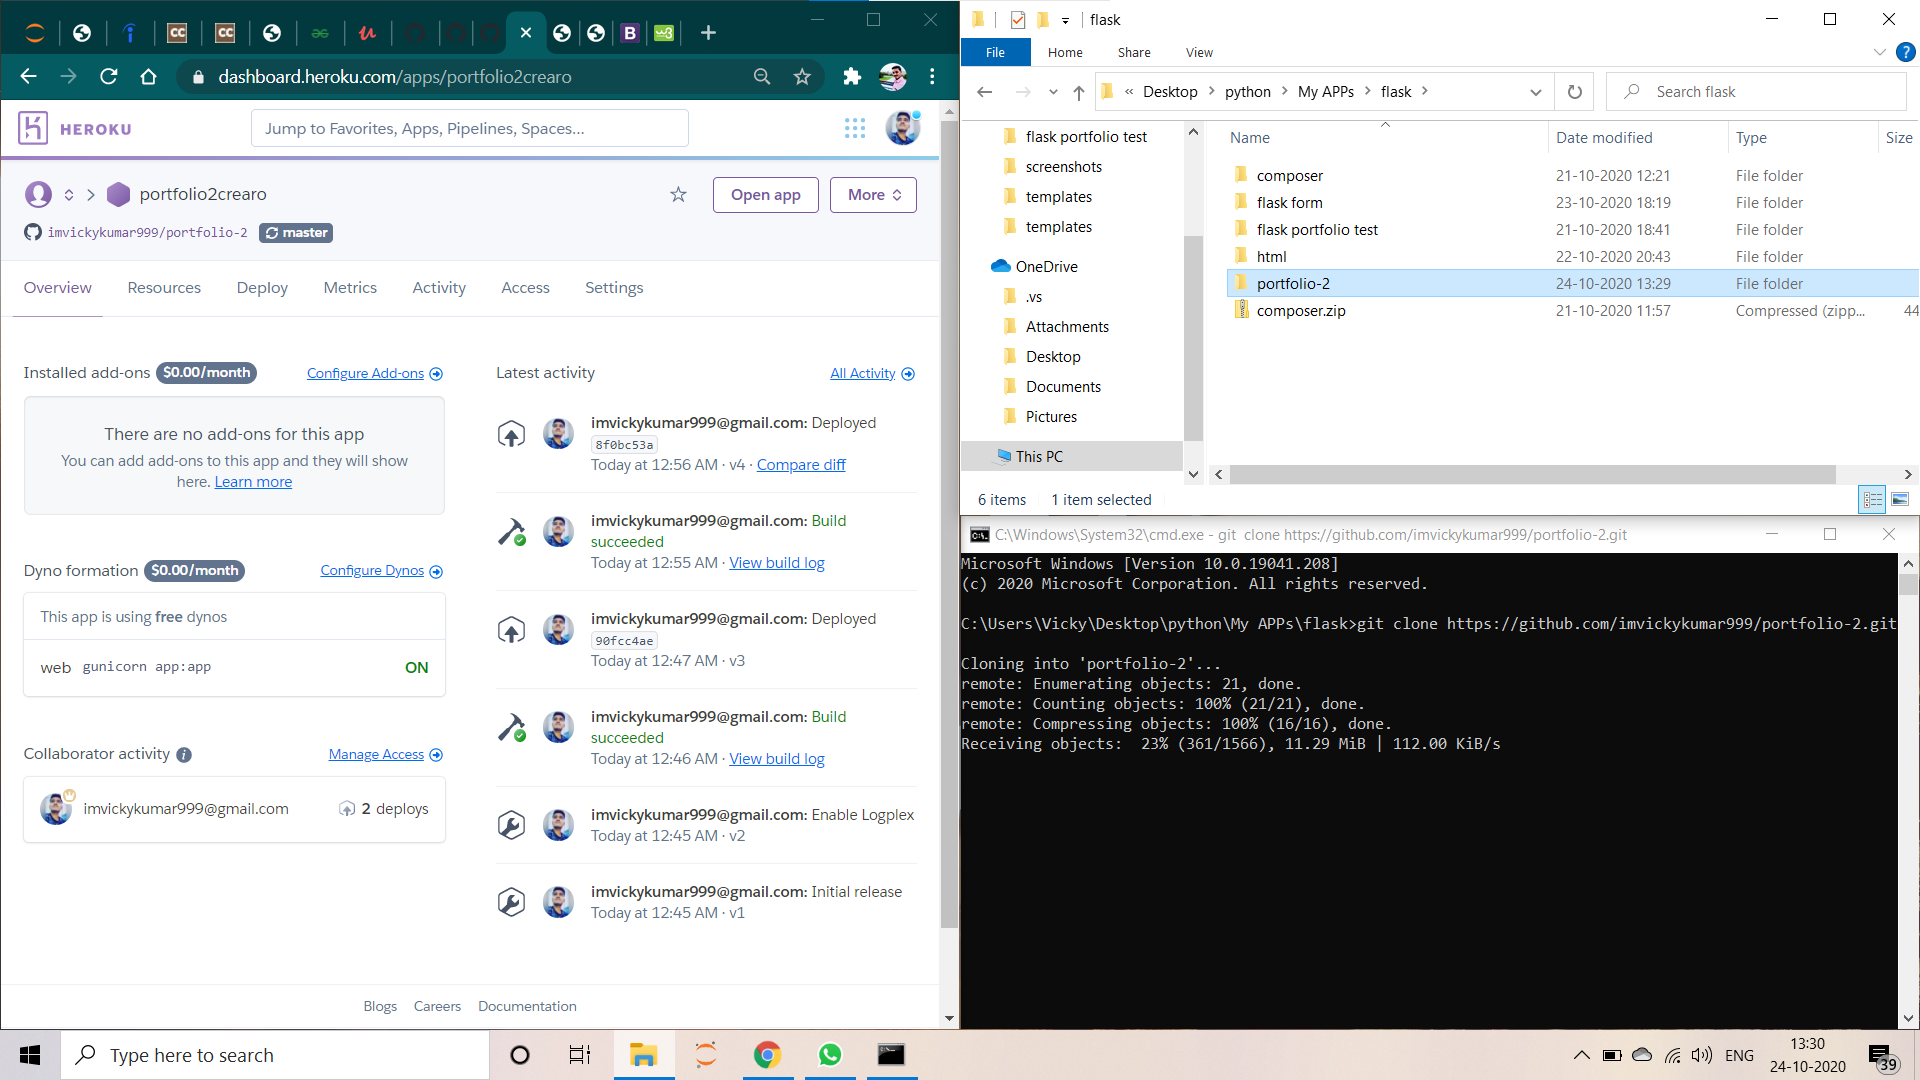 dashboard.heroku.com/apps/portfolio2crearo
HEROKU
Jump to Favorites, Apps, Pipelines, Spaces...
portfolio2crearo
Open app
More
imvickykumar999/portfolio-2
master
Overview
Resources
Deploy
Metrics
Activity
Access
Settings
Installed add-ons $0.00/month
Configure Add-ons
There are no add-ons for this app
You can add add-ons to this app and they will show
here. Learn more
Dyno formation $0.00/month
Configure Dynos
This app is using free dynos
web gunicorn app:app ON
Collaborator activity
Manage Access
imvickykumar999@gmail.com
2 deploys
Latest activity
All Activity
imvickykumar999@gmail.com: Deployed
8f0bc53a
Today at 12:56 AM · v4 · Compare diff
imvickykumar999@gmail.com: Build
succeeded
Today at 12:55 AM · View build log
imvickykumar999@gmail.com: Deployed
90fcc4ae
Today at 12:47 AM · v3
imvickykumar999@gmail.com: Build
succeeded
Today at 12:46 AM · View build log
imvickykumar999@gmail.com: Enable Logplex
Today at 12:45 AM · v2
imvickykumar999@gmail.com: Initial release
Today at 12:45 AM · v1
Blogs
Careers
Documentation
flask
File
Home
Share
View
« Desktop > python > My APPs > flask >
Search flask
flask portfolio test
screenshots
templates
templates
OneDrive
.vs
Attachments
Desktop
Documents
Pictures
This PC
Name Date modified Type Size
composer 21-10-2020 12:21 File folder
flask form 23-10-2020 18:19 File folder
flask portfolio test 21-10-2020 18:41 File folder
html 22-10-2020 20:43 File folder
portfolio-2 24-10-2020 13:29 File folder
composer.zip 21-10-2020 11:57 Compressed (zipp... 44
6 items 1 item selected
C:\Windows\System32\cmd.exe - git clone https://github.com/imvickykumar999/portfolio-2.git
Microsoft Windows [Version 10.0.19041.208]
(c) 2020 Microsoft Corporation. All rights reserved.
C:\Users\Vicky\Desktop\python\My APPs\flask>git clone https://github.com/imvickykumar999/portfolio-2.git
Cloning into 'portfolio-2'...
remote: Enumerating objects: 21, done.
remote: Counting objects: 100% (21/21), done.
remote: Compressing objects: 100% (16/16), done.
Receiving objects:  23% (361/1566), 11.29 MiB | 112.00 KiB/s
Type here to search
ENG
13:30
24-10-2020
39